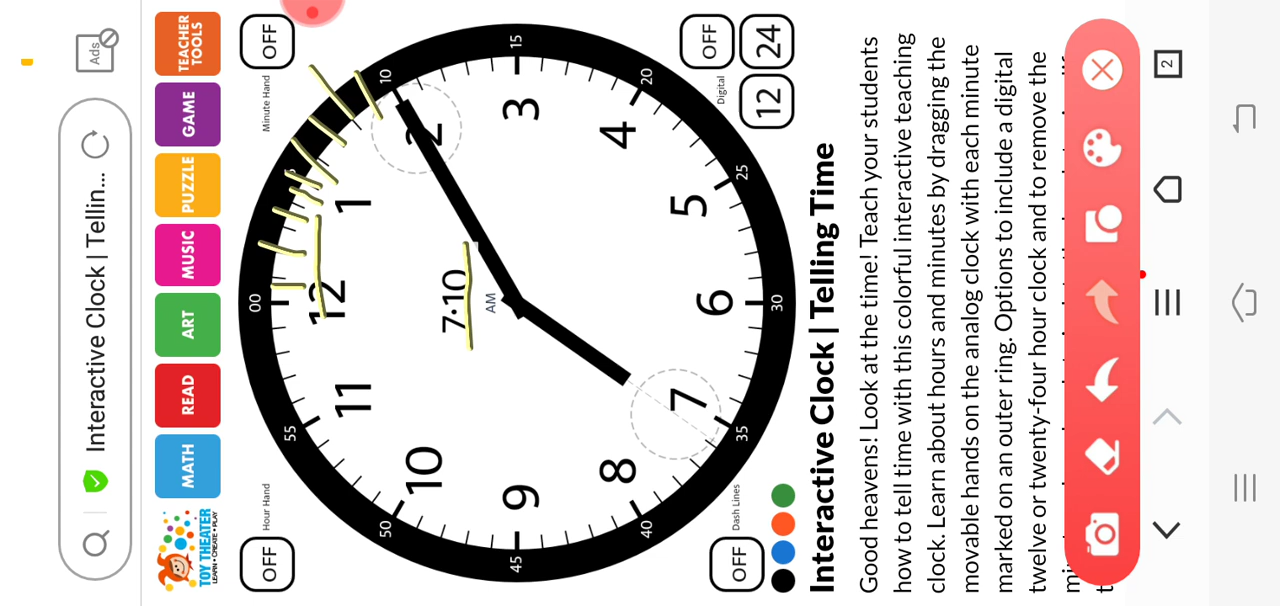 Interactive Clock | Tellin...
Ads
TOY THEATER
LEARN • CREATE • PLAY
MATH
READ
ART
MUSIC
PUZZLE
GAME
TEACHER TOOLS
OFF
Hour Hand
Minute Hand
OFF
00
55
10
12
11
1
10
2
50
7:10
AM
15
45
9
3
8
4
40
20
7
5
35
25
6
30
OFF
Dash Lines
Digital
OFF
12
24
Interactive Clock | Telling Time
Good heavens! Look at the time! Teach your students
how to tell time with this colorful interactive teaching
clock. Learn about hours and minutes by dragging the
movable hands on the analog clock with each minute
marked on an outer ring. Options to include a digital
twelve or twenty-four hour clock and to remove the
2